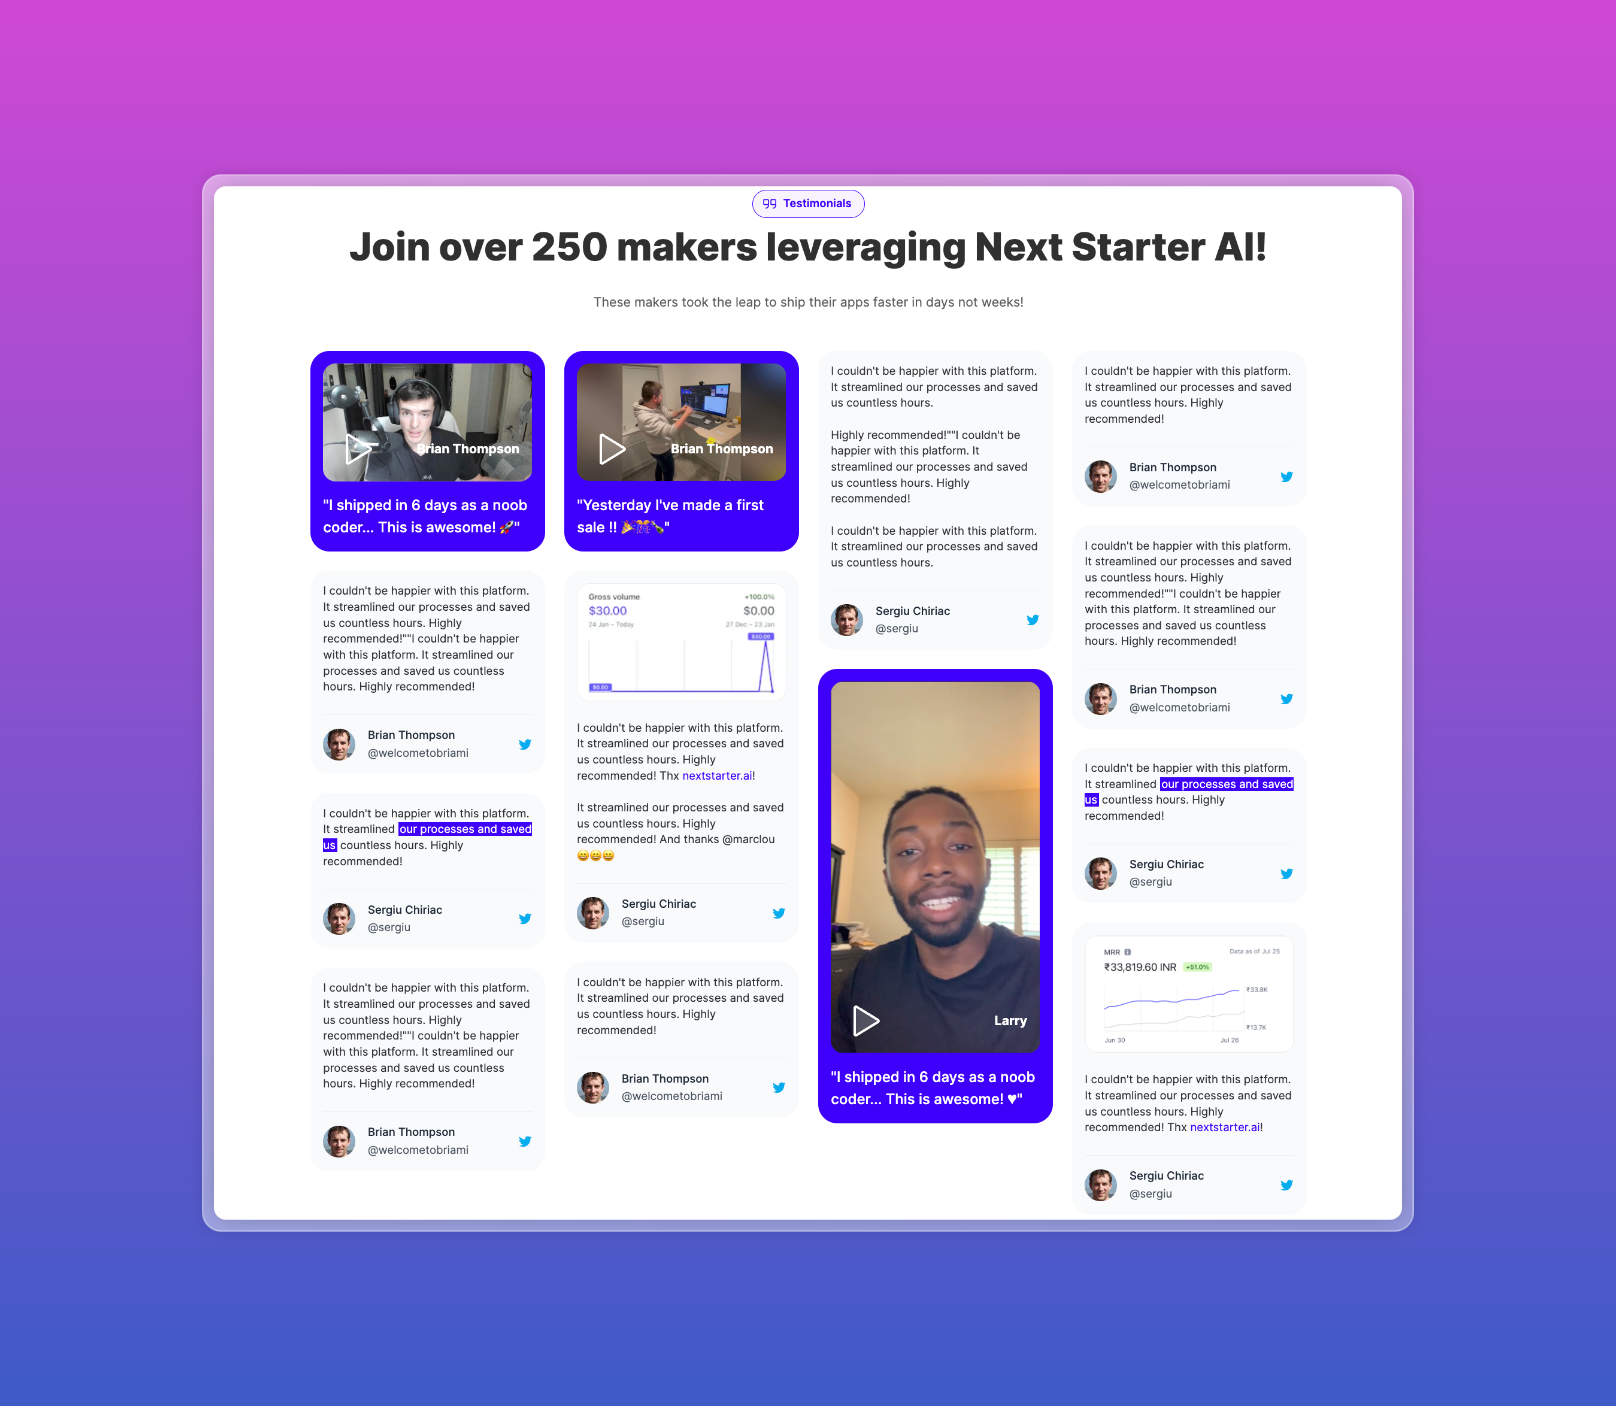 Testimonials
Join over 250 makers leveraging Next Starter AI!
These makers took the leap to ship their apps faster in days not weeks!
Brian Thompson
"I shipped in 6 days as a noob
coder... This is awesome! 🚀"
I couldn't be happier with this platform.
It streamlined our processes and saved
us countless hours. Highly
recommended!""I couldn't be happier
with this platform. It streamlined our
processes and saved us countless
hours. Highly recommended!
Brian Thompson
@welcometobriami
I couldn't be happier with this platform.
It streamlined our processes and saved
us countless hours. Highly
recommended!
Sergiu Chiriac
@sergiu
I couldn't be happier with this platform.
It streamlined our processes and saved
us countless hours. Highly
recommended!""I couldn't be happier
with this platform. It streamlined our
processes and saved us countless
hours. Highly recommended!
Brian Thompson
@welcometobriami
Brian Thompson
"Yesterday I've made a first
sale !! 🎉🎊🍾"
Gross volume +100.0%
$30.00 $0.00
24 Jan – Today 27 Dec – 23 Jan
$30.00
$0.00
I couldn't be happier with this platform.
It streamlined our processes and saved
us countless hours. Highly
recommended! Thx nextstarter.ai!
It streamlined our processes and saved
us countless hours. Highly
recommended! And thanks @marclou
😄😄😄
Sergiu Chiriac
@sergiu
I couldn't be happier with this platform.
It streamlined our processes and saved
us countless hours. Highly
recommended!
Brian Thompson
@welcometobriami
I couldn't be happier with this platform.
It streamlined our processes and saved
us countless hours.
Highly recommended!""I couldn't be
happier with this platform. It
streamlined our processes and saved
us countless hours. Highly
recommended!
I couldn't be happier with this platform.
It streamlined our processes and saved
us countless hours.
Sergiu Chiriac
@sergiu
Larry
"I shipped in 6 days as a noob
coder... This is awesome! ♥"
I couldn't be happier with this platform.
It streamlined our processes and saved
us countless hours. Highly
recommended!
Brian Thompson
@welcometobriami
I couldn't be happier with this platform.
It streamlined our processes and saved
us countless hours. Highly
recommended!""I couldn't be happier
with this platform. It streamlined our
processes and saved us countless
hours. Highly recommended!
Brian Thompson
@welcometobriami
I couldn't be happier with this platform.
It streamlined our processes and saved
us countless hours. Highly
recommended!
Sergiu Chiriac
@sergiu
MRR Data as of Jul 25
₹33,819.60 INR +51.0%
₹33.8K
₹13.7K
Jun 30 Jul 26
I couldn't be happier with this platform.
It streamlined our processes and saved
us countless hours. Highly
recommended! Thx nextstarter.ai!
Sergiu Chiriac
@sergiu